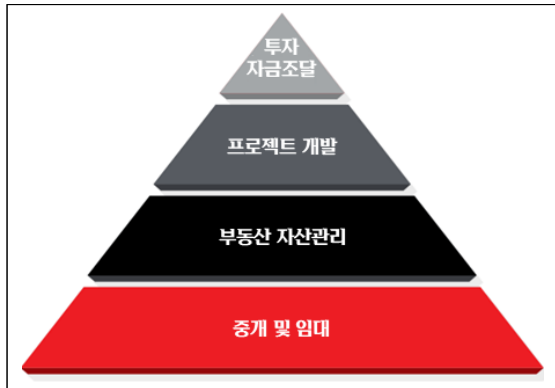 투자
자금조달
프로젝트 개발
부동산 자산관리
중개 및 임대